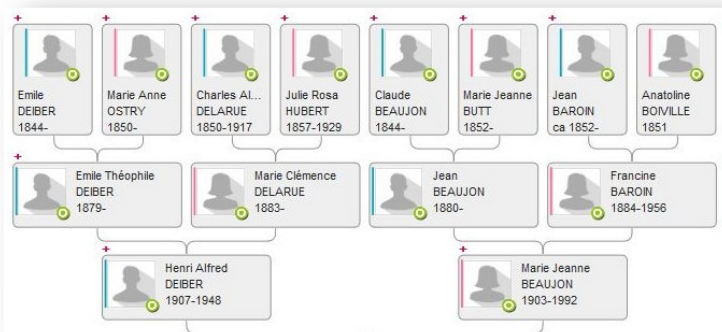 Emile
DEIBER
1844-
Marie Anne
OSTRY
1850-
Charles Al...
DELARUE
1850-1917
Julie Rosa
HUBERT
1857-1929
Claude
BEAUJON
1844-
Marie Jeanne
BUTT
1852-
Jean
BAROIN
ca 1852-
Anatoline
BOIVILLE
1851
Emile Théophile
DEIBER
1879-
Marie Clémence
DELARUE
1883-
Jean
BEAUJON
1880-
Francine
BAROIN
1884-1956
Henri Alfred
DEIBER
1907-1948
Marie Jeanne
BEAUJON
1903-1992